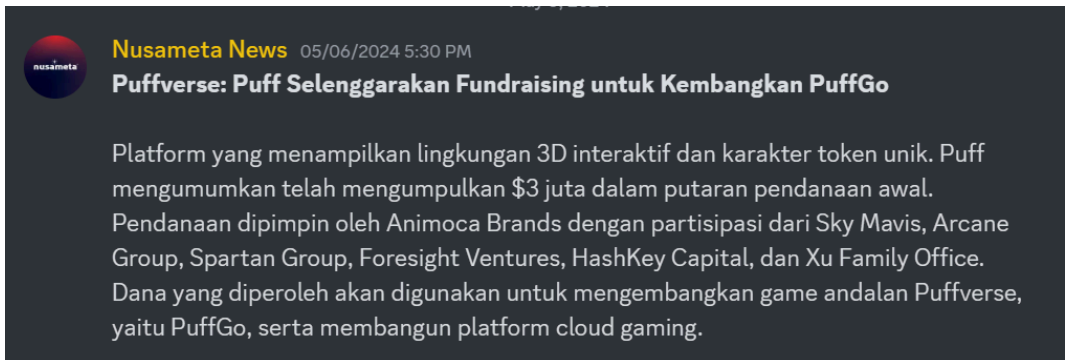 nusameta
Nusameta News 05/06/2024 5:30 PM
Puffverse: Puff Selenggarakan Fundraising untuk Kembangkan PuffGo
Platform yang menampilkan lingkungan 3D interaktif dan karakter token unik. Puff
mengumumkan telah mengumpulkan $3 juta dalam putaran pendanaan awal.
Pendanaan dipimpin oleh Animoca Brands dengan partisipasi dari Sky Mavis, Arcane
Group, Spartan Group, Foresight Ventures, HashKey Capital, dan Xu Family Office.
Dana yang diperoleh akan digunakan untuk mengembangkan game andalan Puffverse,
yaitu PuffGo, serta membangun platform cloud gaming.